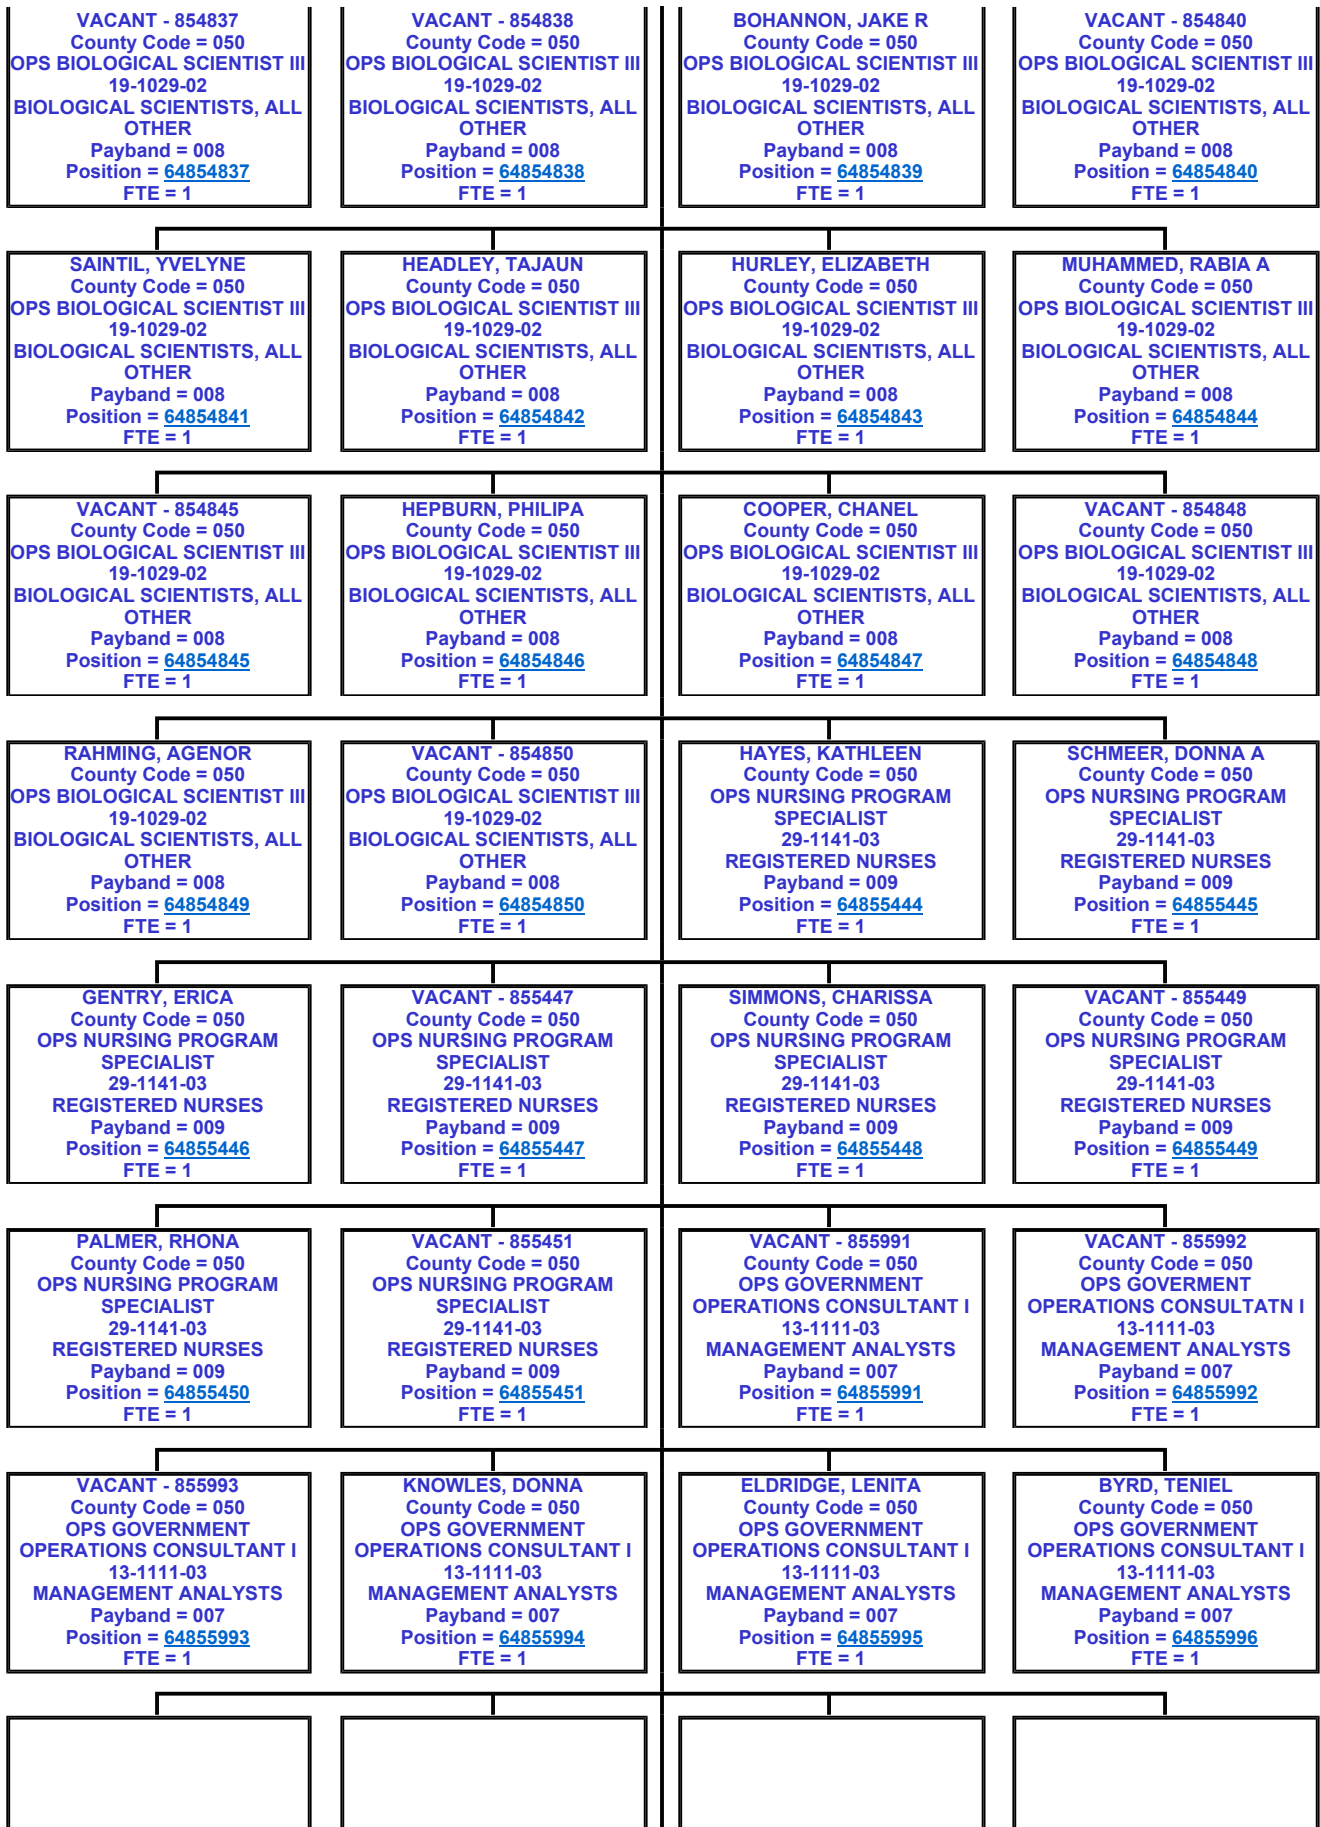 VACANT - 854837
County Code = 050
OPS BIOLOGICAL SCIENTIST III
19-1029-02
BIOLOGICAL SCIENTISTS, ALL
OTHER
Payband = 008
Position = 64854837
FTE = 1
VACANT - 854838
County Code = 050
OPS BIOLOGICAL SCIENTIST III
19-1029-02
BIOLOGICAL SCIENTISTS, ALL
OTHER
Payband = 008
Position = 64854838
FTE = 1
BOHANNON, JAKE R
County Code = 050
OPS BIOLOGICAL SCIENTIST III
19-1029-02
BIOLOGICAL SCIENTISTS, ALL
OTHER
Payband = 008
Position = 64854839
FTE = 1
VACANT - 854840
County Code = 050
OPS BIOLOGICAL SCIENTIST III
19-1029-02
BIOLOGICAL SCIENTISTS, ALL
OTHER
Payband = 008
Position = 64854840
FTE = 1
SAINTIL, YVELYNE
County Code = 050
OPS BIOLOGICAL SCIENTIST III
19-1029-02
BIOLOGICAL SCIENTISTS, ALL
OTHER
Payband = 008
Position = 64854841
FTE = 1
HEADLEY, TAJAUN
County Code = 050
OPS BIOLOGICAL SCIENTIST III
19-1029-02
BIOLOGICAL SCIENTISTS, ALL
OTHER
Payband = 008
Position = 64854842
FTE = 1
HURLEY, ELIZABETH
County Code = 050
OPS BIOLOGICAL SCIENTIST III
19-1029-02
BIOLOGICAL SCIENTISTS, ALL
OTHER
Payband = 008
Position = 64854843
FTE = 1
MUHAMMED, RABIA A
County Code = 050
OPS BIOLOGICAL SCIENTIST III
19-1029-02
BIOLOGICAL SCIENTISTS, ALL
OTHER
Payband = 008
Position = 64854844
FTE = 1
VACANT - 854845
County Code = 050
OPS BIOLOGICAL SCIENTIST III
19-1029-02
BIOLOGICAL SCIENTISTS, ALL
OTHER
Payband = 008
Position = 64854845
FTE = 1
HEPBURN, PHILIPA
County Code = 050
OPS BIOLOGICAL SCIENTIST III
19-1029-02
BIOLOGICAL SCIENTISTS, ALL
OTHER
Payband = 008
Position = 64854846
FTE = 1
COOPER, CHANEL
County Code = 050
OPS BIOLOGICAL SCIENTIST III
19-1029-02
BIOLOGICAL SCIENTISTS, ALL
OTHER
Payband = 008
Position = 64854847
FTE = 1
VACANT - 854848
County Code = 050
OPS BIOLOGICAL SCIENTIST III
19-1029-02
BIOLOGICAL SCIENTISTS, ALL
OTHER
Payband = 008
Position = 64854848
FTE = 1
RAHMING, AGENOR
County Code = 050
OPS BIOLOGICAL SCIENTIST III
19-1029-02
BIOLOGICAL SCIENTISTS, ALL
OTHER
Payband = 008
Position = 64854849
FTE = 1
VACANT - 854850
County Code = 050
OPS BIOLOGICAL SCIENTIST III
19-1029-02
BIOLOGICAL SCIENTISTS, ALL
OTHER
Payband = 008
Position = 64854850
FTE = 1
HAYES, KATHLEEN
County Code = 050
OPS NURSING PROGRAM
SPECIALIST
29-1141-03
REGISTERED NURSES
Payband = 009
Position = 64855444
FTE = 1
SCHMEER, DONNA A
County Code = 050
OPS NURSING PROGRAM
SPECIALIST
29-1141-03
REGISTERED NURSES
Payband = 009
Position = 64855445
FTE = 1
GENTRY, ERICA
County Code = 050
OPS NURSING PROGRAM
SPECIALIST
29-1141-03
REGISTERED NURSES
Payband = 009
Position = 64855446
FTE = 1
VACANT - 855447
County Code = 050
OPS NURSING PROGRAM
SPECIALIST
29-1141-03
REGISTERED NURSES
Payband = 009
Position = 64855447
FTE = 1
SIMMONS, CHARISSA
County Code = 050
OPS NURSING PROGRAM
SPECIALIST
29-1141-03
REGISTERED NURSES
Payband = 009
Position = 64855448
FTE = 1
VACANT - 855449
County Code = 050
OPS NURSING PROGRAM
SPECIALIST
29-1141-03
REGISTERED NURSES
Payband = 009
Position = 64855449
FTE = 1
PALMER, RHONA
County Code = 050
OPS NURSING PROGRAM
SPECIALIST
29-1141-03
REGISTERED NURSES
Payband = 009
Position = 64855450
FTE = 1
VACANT - 855451
County Code = 050
OPS NURSING PROGRAM
SPECIALIST
29-1141-03
REGISTERED NURSES
Payband = 009
Position = 64855451
FTE = 1
VACANT - 855991
County Code = 050
OPS GOVERNMENT
OPERATIONS CONSULTANT I
13-1111-03
MANAGEMENT ANALYSTS
Payband = 007
Position = 64855991
FTE = 1
VACANT - 855992
County Code = 050
OPS GOVERMENT
OPERATIONS CONSULTATN I
13-1111-03
MANAGEMENT ANALYSTS
Payband = 007
Position = 64855992
FTE = 1
VACANT - 855993
County Code = 050
OPS GOVERNMENT
OPERATIONS CONSULTANT I
13-1111-03
MANAGEMENT ANALYSTS
Payband = 007
Position = 64855993
FTE = 1
KNOWLES, DONNA
County Code = 050
OPS GOVERNMENT
OPERATIONS CONSULTANT I
13-1111-03
MANAGEMENT ANALYSTS
Payband = 007
Position = 64855994
FTE = 1
ELDRIDGE, LENITA
County Code = 050
OPS GOVERNMENT
OPERATIONS CONSULTANT I
13-1111-03
MANAGEMENT ANALYSTS
Payband = 007
Position = 64855995
FTE = 1
BYRD, TENIEL
County Code = 050
OPS GOVERNMENT
OPERATIONS CONSULTANT I
13-1111-03
MANAGEMENT ANALYSTS
Payband = 007
Position = 64855996
FTE = 1